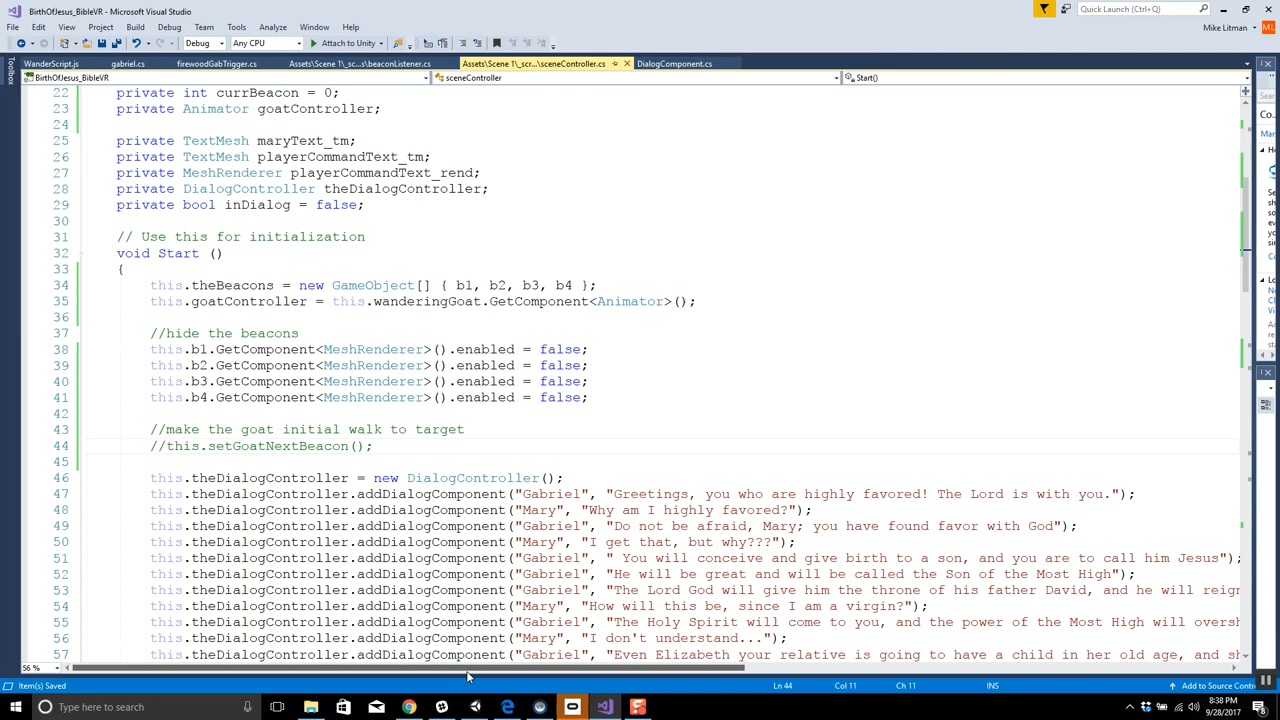 BirthOfJesus_BibleVR - Microsoft Visual Studio
Quick Launch (Ctrl+Q)
File Edit View Project Build Debug Team Tools Analyze Window Help
Mike Litman ML
Debug Any CPU Attach to Unity
Toolbox
WanderScript.js gabriel.cs firewoodGabTrigger.cs Assets\Scene 1\_sc...s\beaconListener.cs Assets\Scene 1\_scr...\sceneController.cs DialogComponent.cs
BirthOfJesus_BibleVR sceneController Start()
22 private int currBeacon = 0;
23 private Animator goatController;
24
25 private TextMesh maryText_tm;
26 private TextMesh playerCommandText_tm;
27 private MeshRenderer playerCommandText_rend;
28 private DialogController theDialogController;
29 private bool inDialog = false;
30
31 // Use this for initialization
32 void Start ()
33 {
34 this.theBeacons = new GameObject[] { b1, b2, b3, b4 };
35 this.goatController = this.wanderingGoat.GetComponent<Animator>();
36
37 //hide the beacons
38 this.b1.GetComponent<MeshRenderer>().enabled = false;
39 this.b2.GetComponent<MeshRenderer>().enabled = false;
40 this.b3.GetComponent<MeshRenderer>().enabled = false;
41 this.b4.GetComponent<MeshRenderer>().enabled = false;
42
43 //make the goat initial walk to target
44 //this.setGoatNextBeacon();
45
46 this.theDialogController = new DialogController();
47 this.theDialogController.addDialogComponent("Gabriel", "Greetings, you who are highly favored! The Lord is with you.");
48 this.theDialogController.addDialogComponent("Mary", "Why am I highly favored?");
49 this.theDialogController.addDialogComponent("Gabriel", "Do not be afraid, Mary; you have found favor with God");
50 this.theDialogController.addDialogComponent("Mary", "I get that, but why???");
51 this.theDialogController.addDialogComponent("Gabriel", " You will conceive and give birth to a son, and you are to call him Jesus");
52 this.theDialogController.addDialogComponent("Gabriel", "He will be great and will be called the Son of the Most High");
53 this.theDialogController.addDialogComponent("Gabriel", "The Lord God will give him the throne of his father David, and he will reign
54 this.theDialogController.addDialogComponent("Mary", "How will this be, since I am a virgin?");
55 this.theDialogController.addDialogComponent("Gabriel", "The Holy Spirit will come to you, and the power of the Most High will oversh
56 this.theDialogController.addDialogComponent("Mary", "I don't understand...");
57 this.theDialogController.addDialogComponent("Gabriel", "Even Elizabeth your relative is going to have a child in her old age, and sh
56 %
Item(s) Saved Ln 44 Col 11 Ch 11 INS Add to Source Contr
Type here to search
8:38 PM
9/28/2017